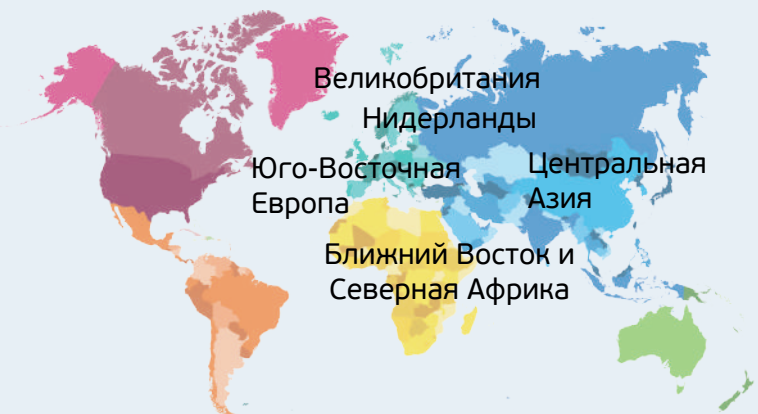 Великобритания
Нидерланды
Юго-Восточная
Европа
Центральная
Азия
Ближний Восток и
Северная Африка